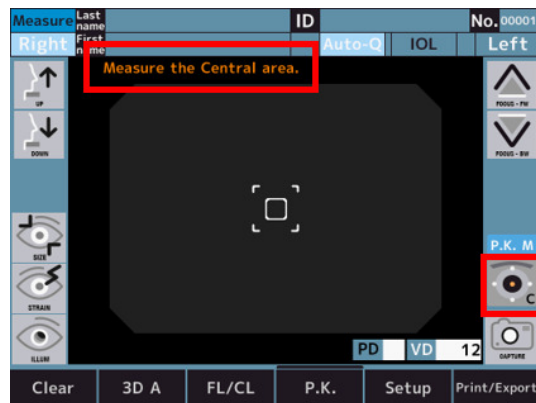 Measure Last name ID No. 00001
Right First name Auto-Q IOL Left
Measure the Central area.
UP
FOCUS - FW
DOWN
FOCUS - BW
P.K. M
SIZE
C
STRAIN
ILLUM
CAPTURE
PD VD 12
Clear 3D A FL/CL P.K. Setup Print/Export